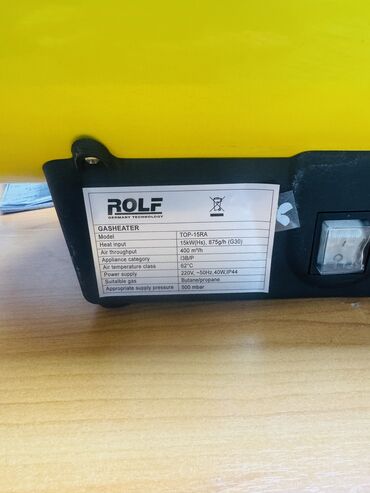 ROLF
GERMANY TECHNOLOGY
GASHEATER
Model TOP-15RA
Heat input 15kW(Hs), 875g/h (G30)
Air throughput 400 m³/h
Appliance category I3B/P
Air temperature class 62°C
Power supply 220V, ~50Hz,40W,IP44
Suitable gas Butane/propane
Appropriate supply pressure 500 mbar